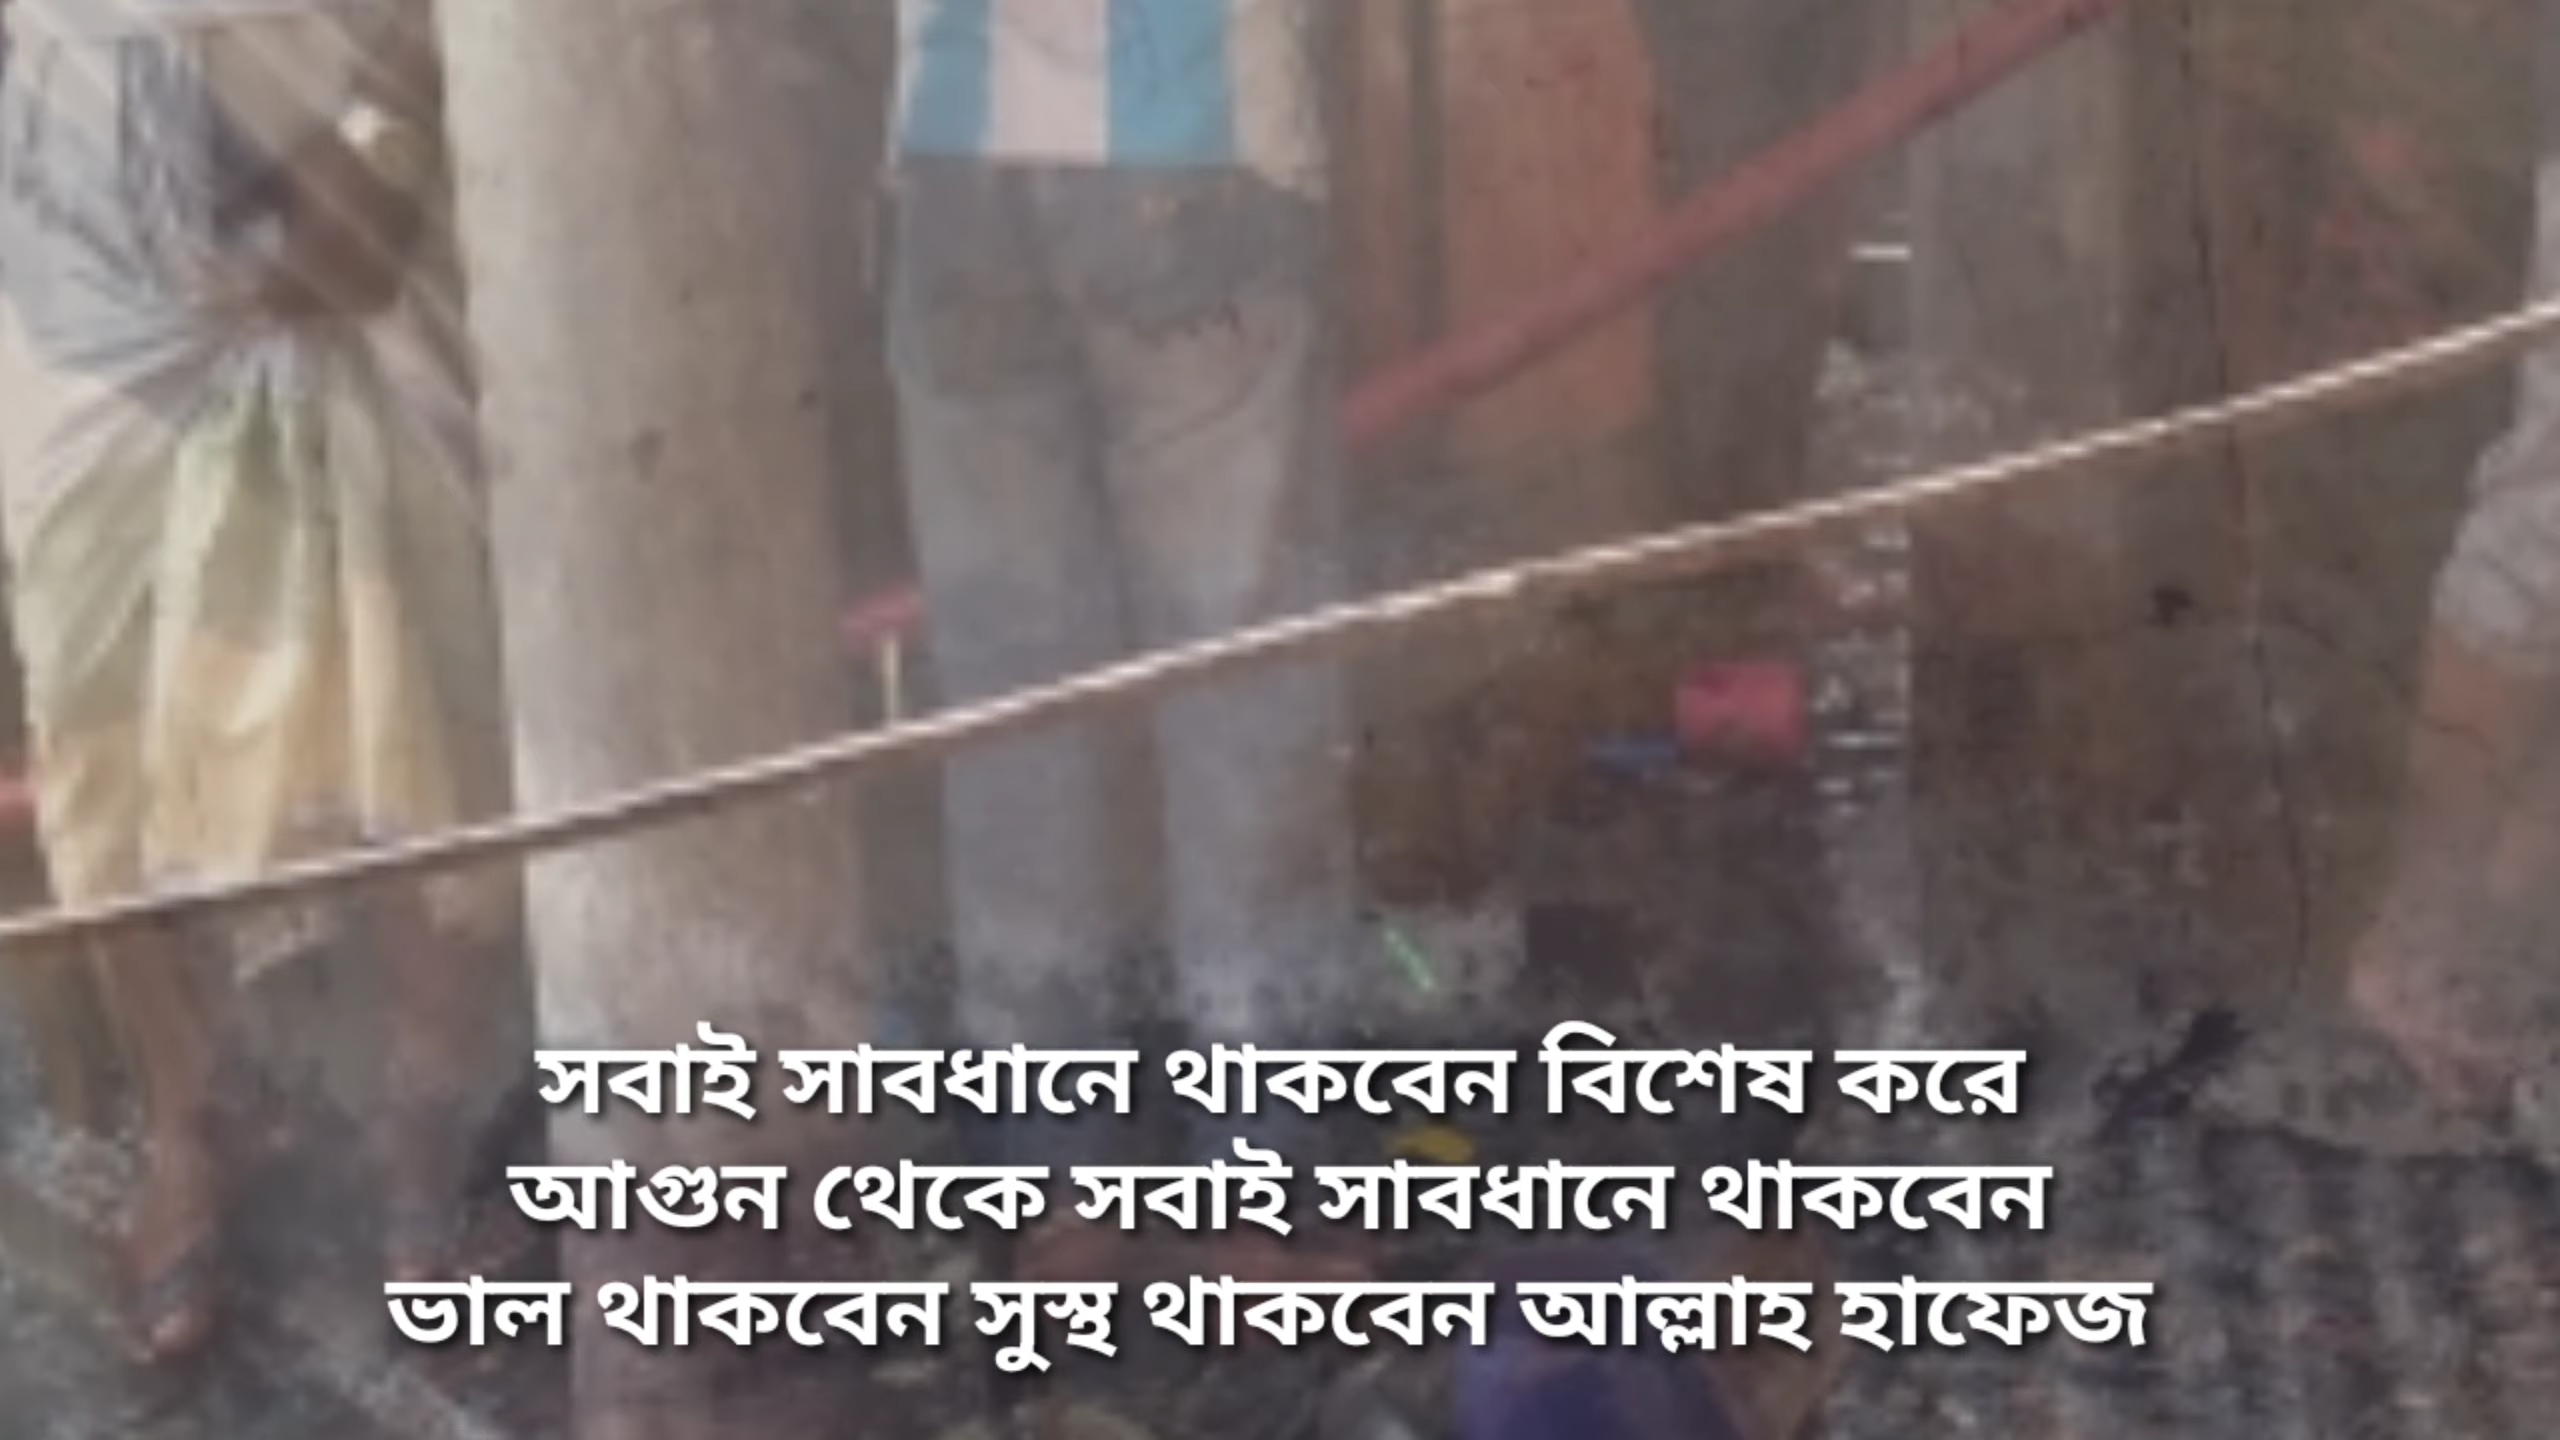 সবাই সাবধানে থাকবেন বিশেষ করে
আগুন থেকে সবাই সাবধানে থাকবেন
ভাল থাকবেন সুস্থ থাকবেন আল্লাহ হাফেজ